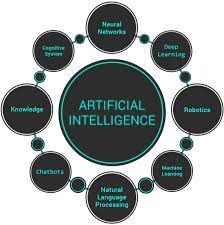 Neural
Networks
Deep
Learning
Robotics
Machine
Learning
Natural
Language
Processing
Chatbots
Knowledge
Cognitive
System
ARTIFICIAL
INTELLIGENCE